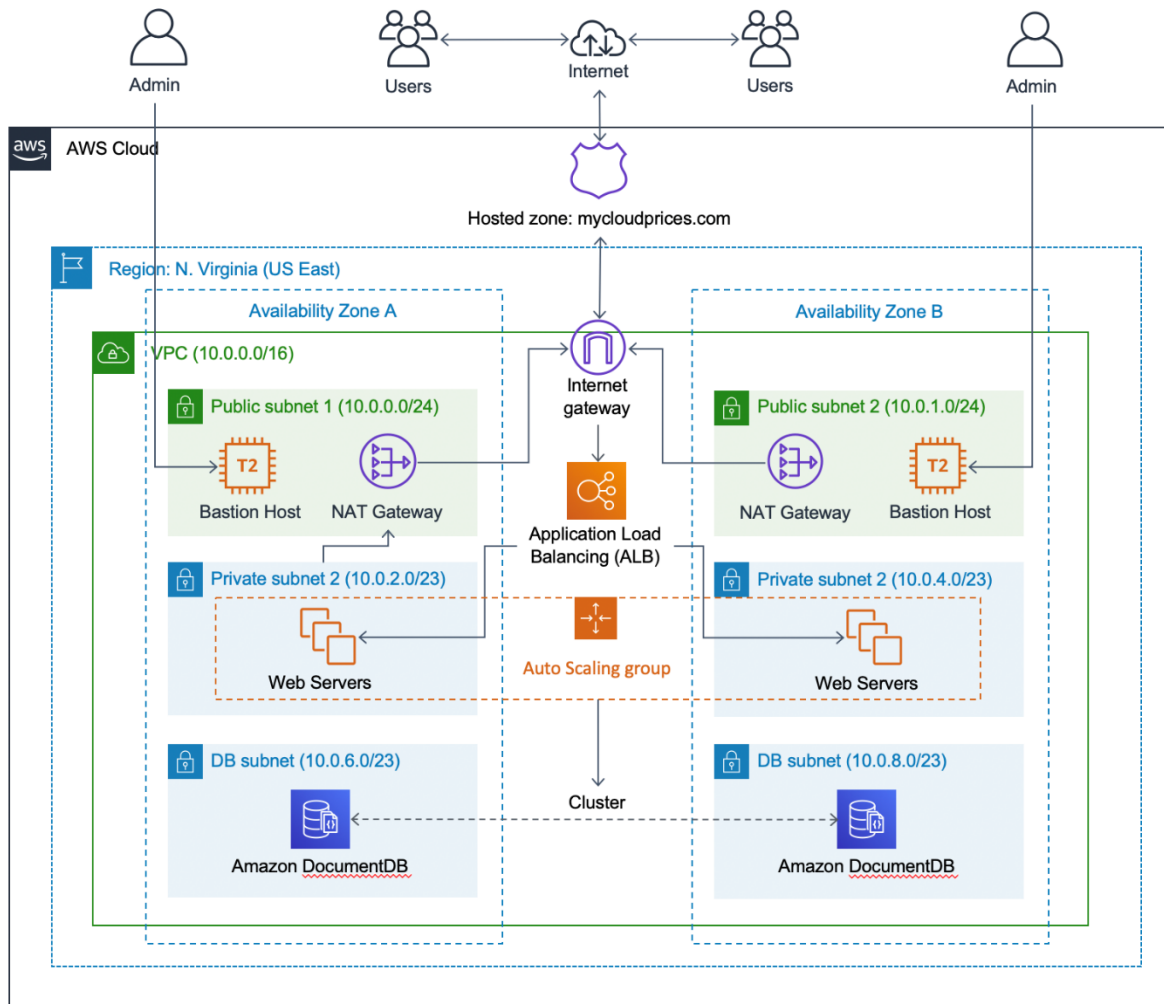 Admin
Users
Internet
Users
Admin
aws
AWS Cloud
Hosted zone: mycloudprices.com
Region: N. Virginia (US East)
Availability Zone A
Availability Zone B
VPC (10.0.0.0/16)
Internet
gateway
Public subnet 1 (10.0.0.0/24)
Public subnet 2 (10.0.1.0/24)
T2
T2
Bastion Host
NAT Gateway
NAT Gateway
Bastion Host
Application Load
Balancing (ALB)
Private subnet 2 (10.0.2.0/23)
Private subnet 2 (10.0.4.0/23)
Auto Scaling group
Web Servers
Web Servers
DB subnet (10.0.6.0/23)
DB subnet (10.0.8.0/23)
Cluster
Amazon DocumentDB
Amazon DocumentDB